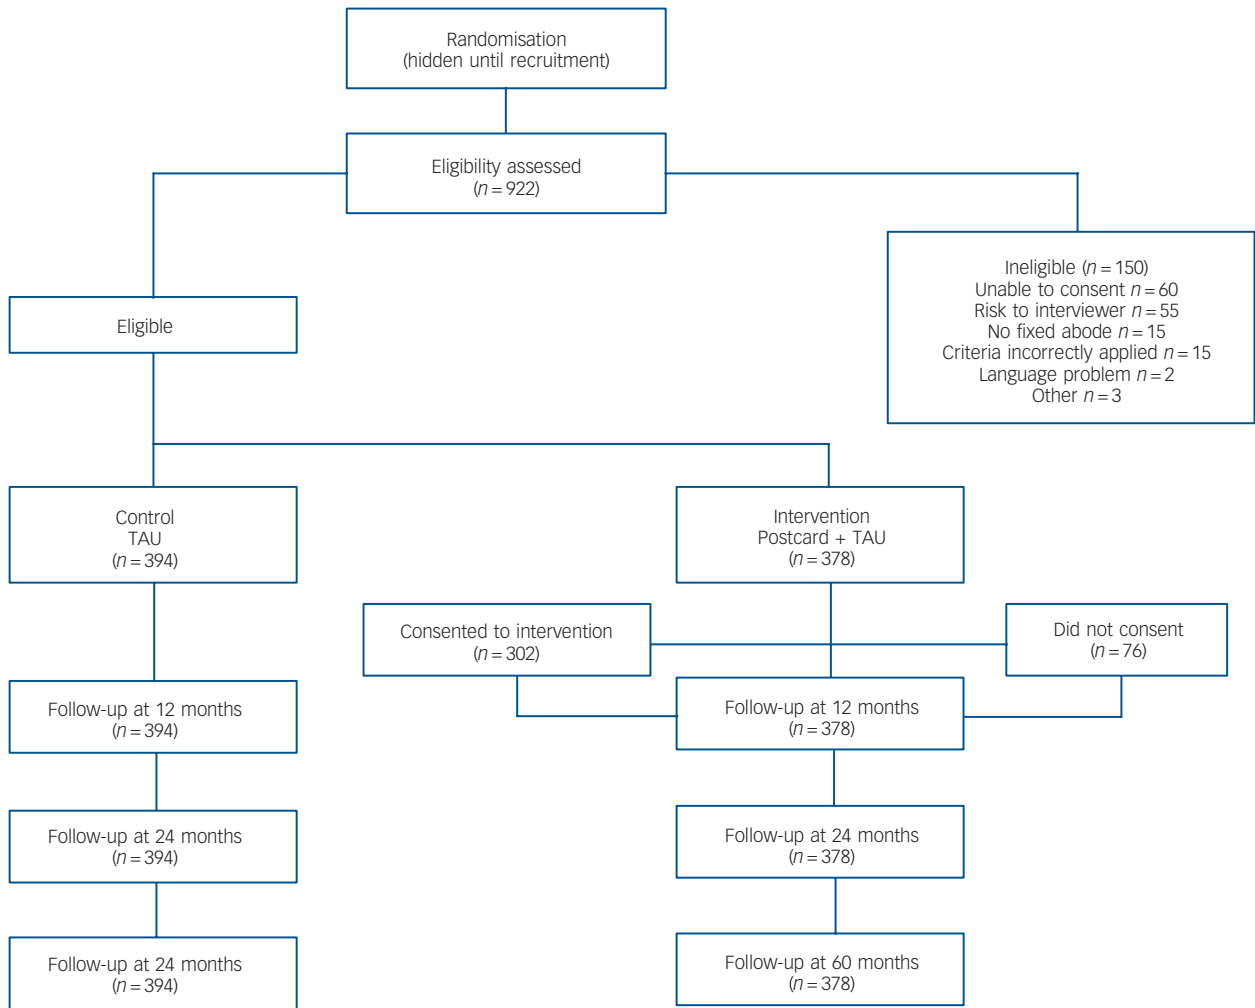 Randomisation
(hidden until recruitment)
Eligibility assessed
(n = 922)
Ineligible (n = 150)
Unable to consent n = 60
Risk to interviewer n = 55
No fixed abode n = 15
Criteria incorrectly applied n = 15
Language problem n = 2
Other n = 3
Eligible
Control
TAU
(n = 394)
Intervention
Postcard + TAU
(n = 378)
Consented to intervention
(n = 302)
Did not consent
(n = 76)
Follow-up at 12 months
(n = 394)
Follow-up at 12 months
(n = 378)
Follow-up at 24 months
(n = 394)
Follow-up at 24 months
(n = 378)
Follow-up at 24 months
(n = 394)
Follow-up at 60 months
(n = 378)